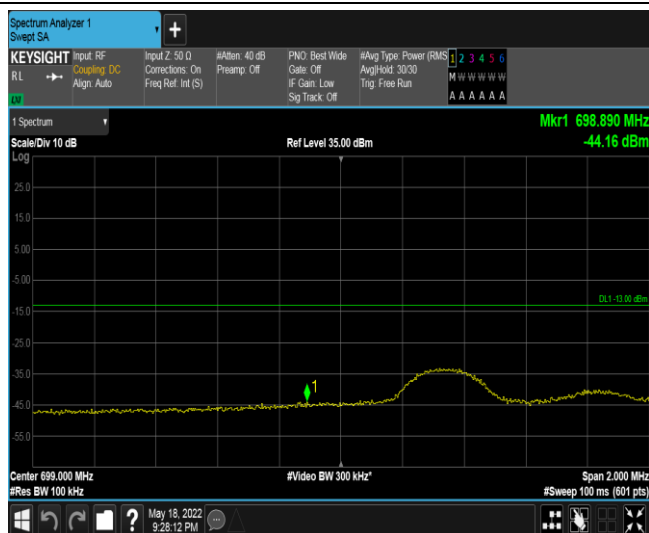 Spectrum Analyzer 1
Swept SA
+
KEYSIGHT Input: RF Input Z: 50 Ω #Atten: 40 dB PNO: Best Wide #Avg Type: Power (RMS 1 2 3 4 5 6
RL Coupling: DC Corrections: On Preamp: Off Gate: Off Avg|Hold: 30/30 M W W W W W
Align: Auto Freq Ref: Int (S) IF Gain: Low Trig: Free Run
Sig Track: Off A A A A A A
1 Spectrum Mkr1 698.890 MHz
Scale/Div 10 dB Ref Level 35.00 dBm -44.16 dBm
Log
25.0
15.0
5.00
-5.00
DL1 -13.00 dBm
-15.0
-25.0
-35.0
1
-45.0
-55.0
Center 699.000 MHz #Video BW 300 kHz* Span 2.000 MHz
#Res BW 100 kHz #Sweep 100 ms (601 pts)
? May 18, 2022
9:28:12 PM